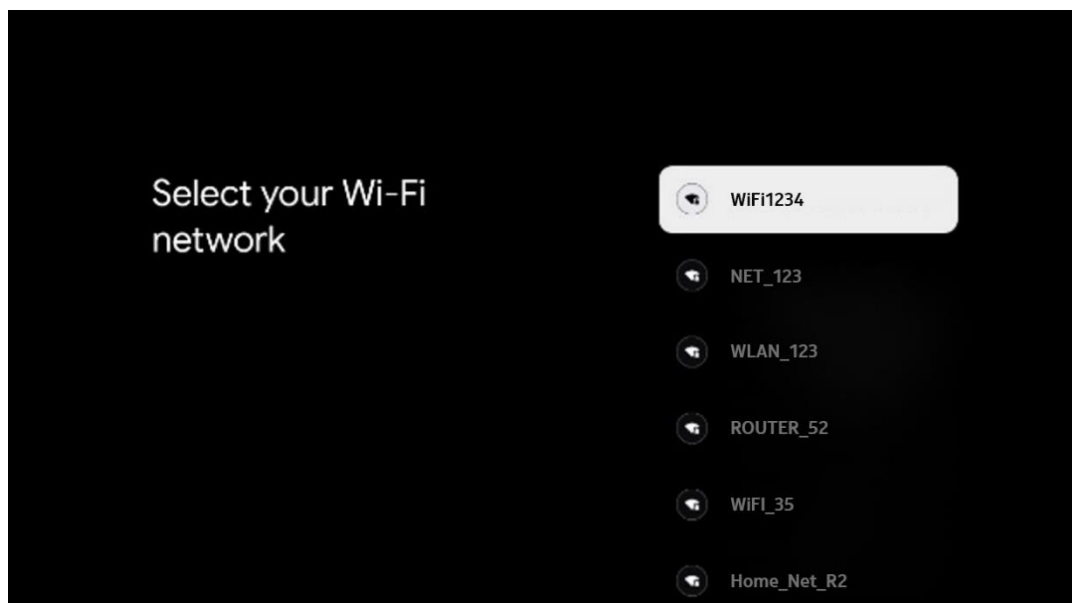 Select your Wi-Fi
network
WiFi1234
NET_123
WLAN_123
ROUTER_52
WiFI_35
Home_Net_R2